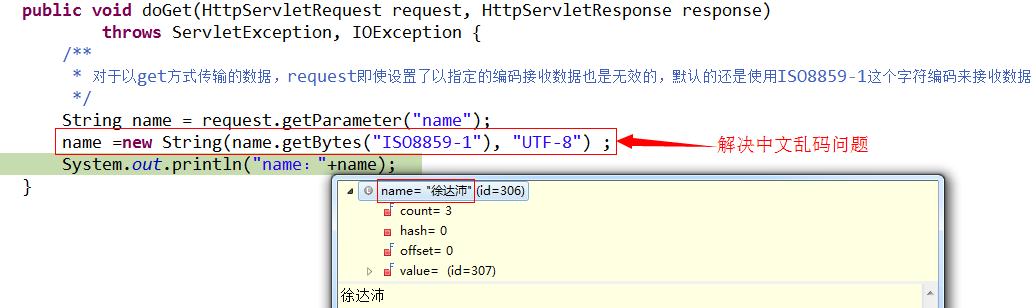 public void doGet(HttpServletRequest request, HttpServletResponse response)
throws ServletException, IOException {
/**
* 对于以get方式传输的数据，request即使设置了以指定的编码接收数据也是无效的，默认的还是使用ISO8859-1这个字符编码来接收数据
*/
String name = request.getParameter("name");
name =new String(name.getBytes("ISO8859-1"), "UTF-8") ;
解决中文乱码问题
System.out.println("name："+name);
}
name= "徐达沛" (id=306)
count= 3
hash= 0
offset= 0
value= (id=307)
徐达沛